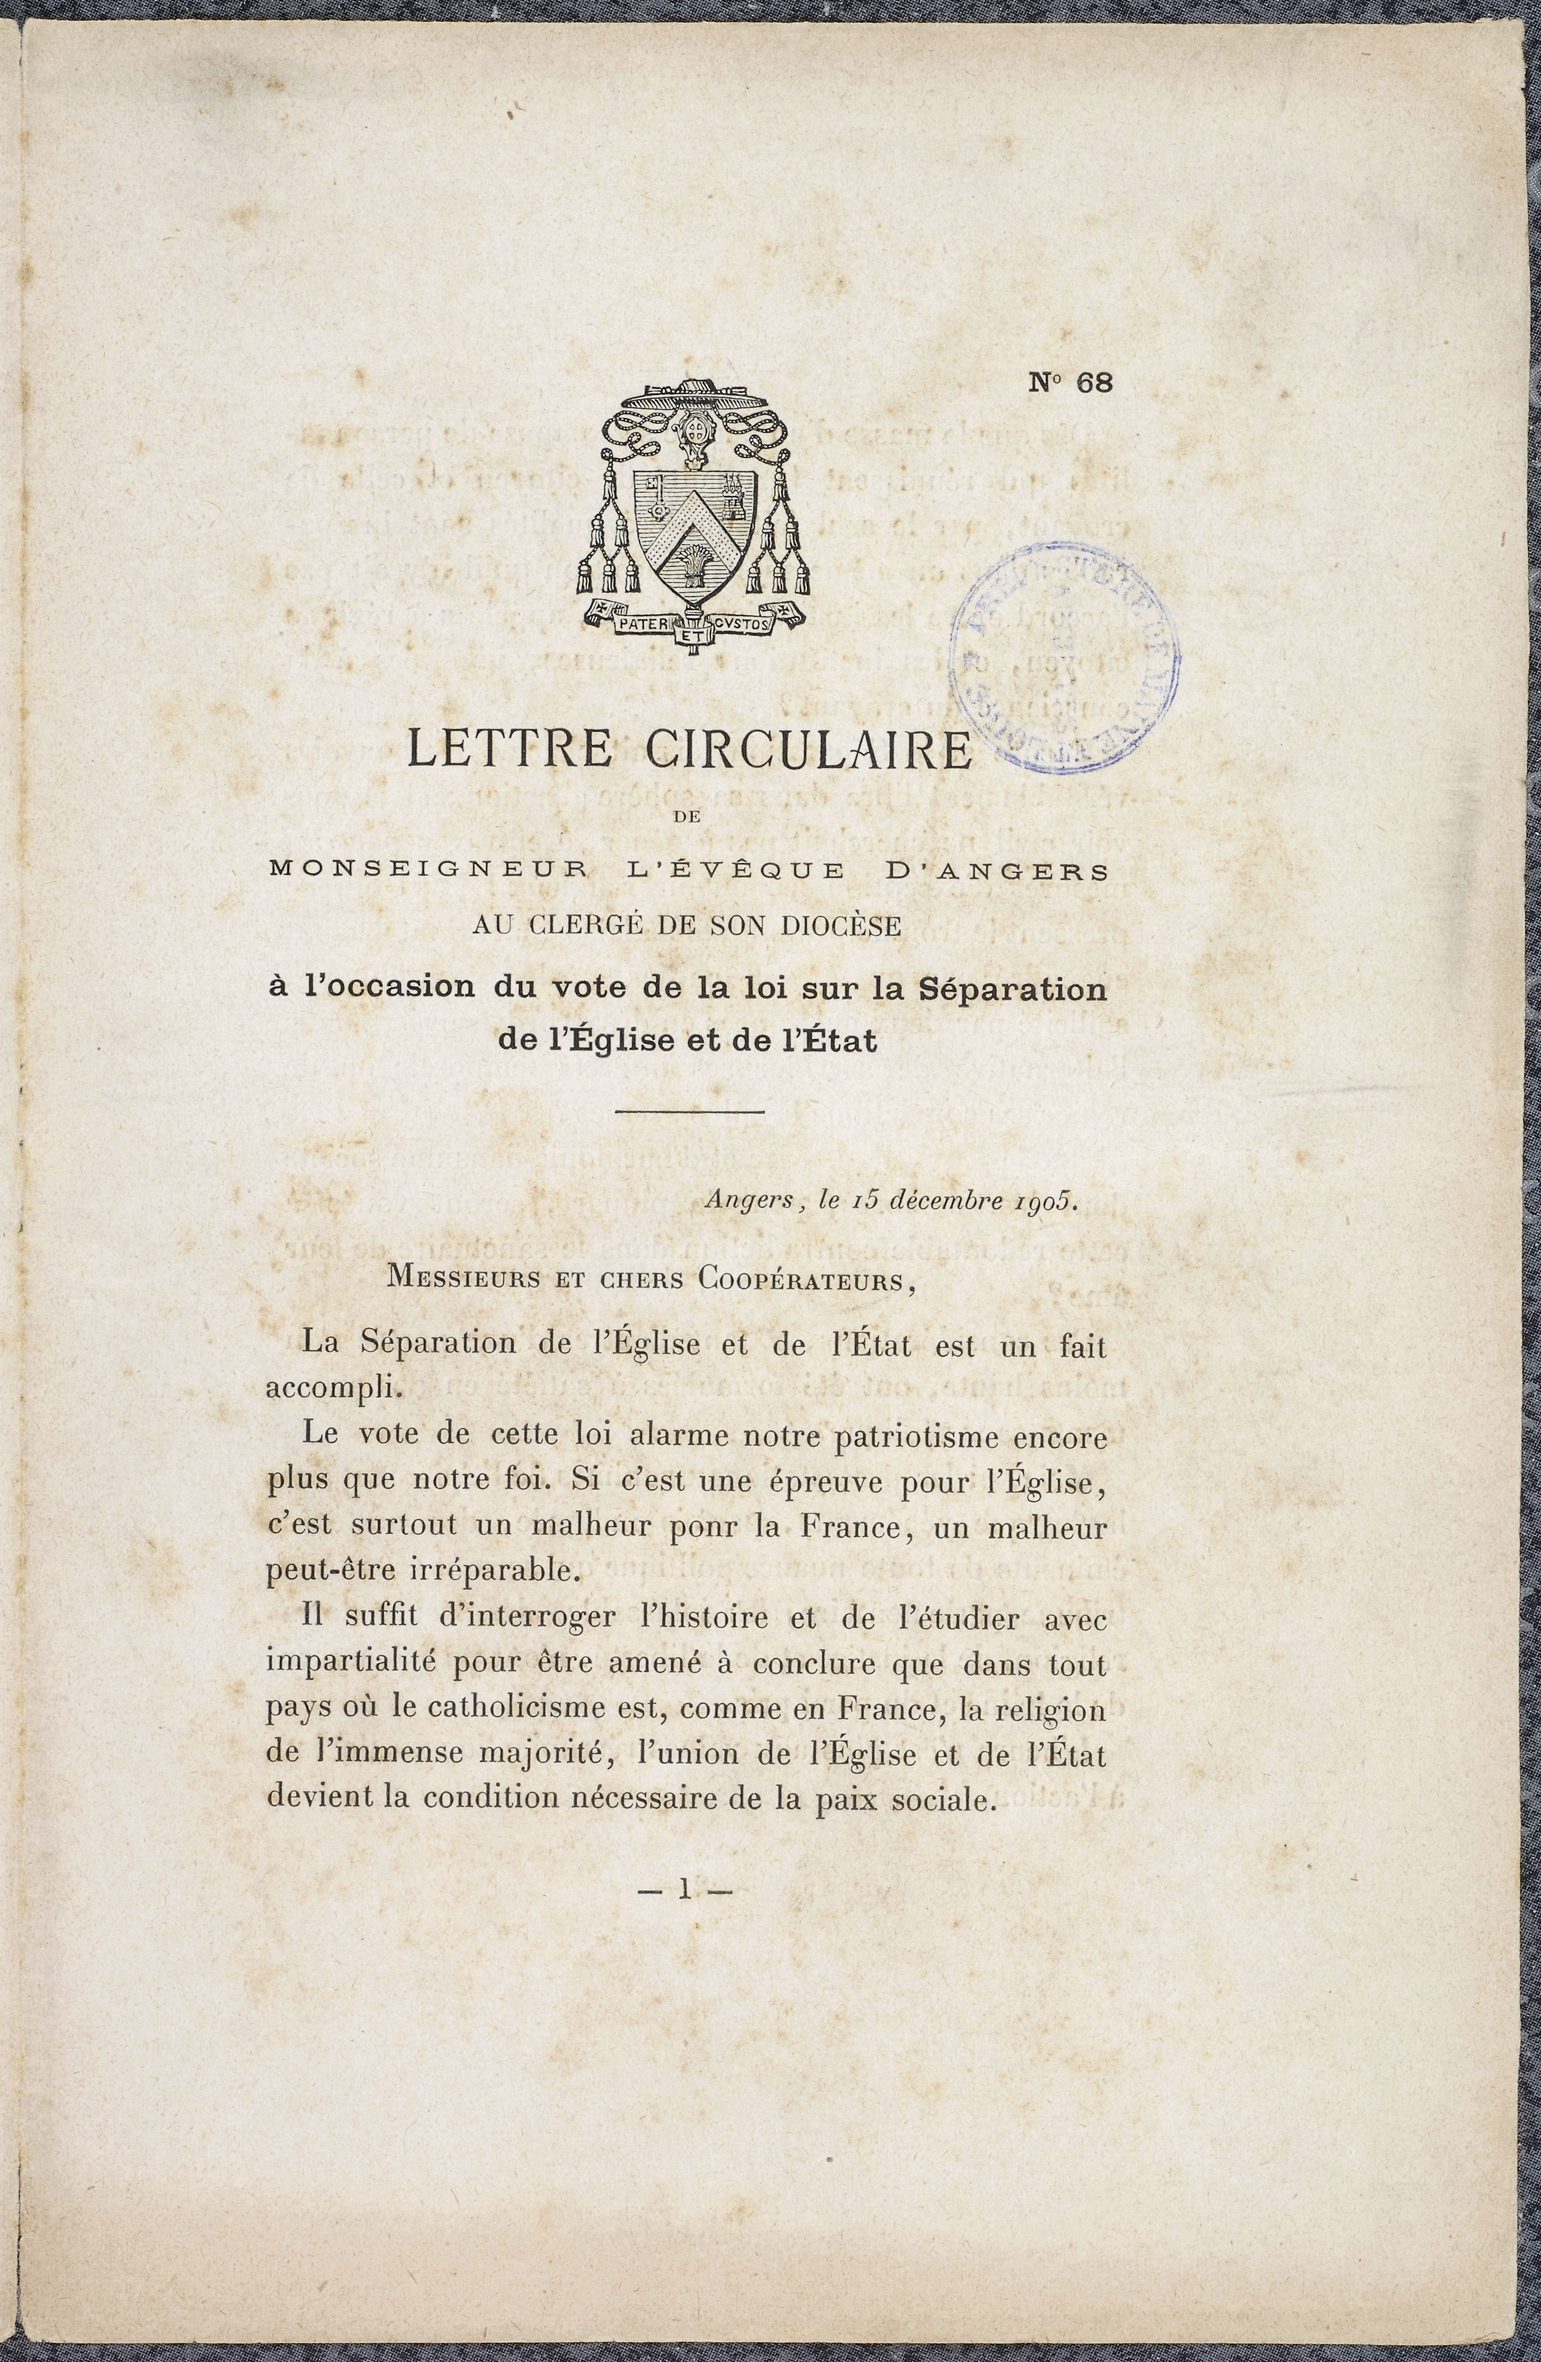 N° 68
PATER ET CVSTOS
LETTRE CIRCULAIRE
DE
MONSEIGNEUR L'ÉVÊQUE D'ANGERS
AU CLERGÉ DE SON DIOCÈSE
à l'occasion du vote de la loi sur la Séparation
de l'Église et de l'État
Angers, le 15 décembre 1905.
MESSIEURS ET CHERS COOPÉRATEURS,
La Séparation de l'Église et de l'État est un fait
accompli.
Le vote de cette loi alarme notre patriotisme encore
plus que notre foi. Si c'est une épreuve pour l'Église,
c'est surtout un malheur ponr la France, un malheur
peut-être irréparable.
Il suffit d'interroger l'histoire et de l'étudier avec
impartialité pour être amené à conclure que dans tout
pays où le catholicisme est, comme en France, la religion
de l'immense majorité, l'union de l'Église et de l'État
devient la condition nécessaire de la paix sociale.
— 1 —